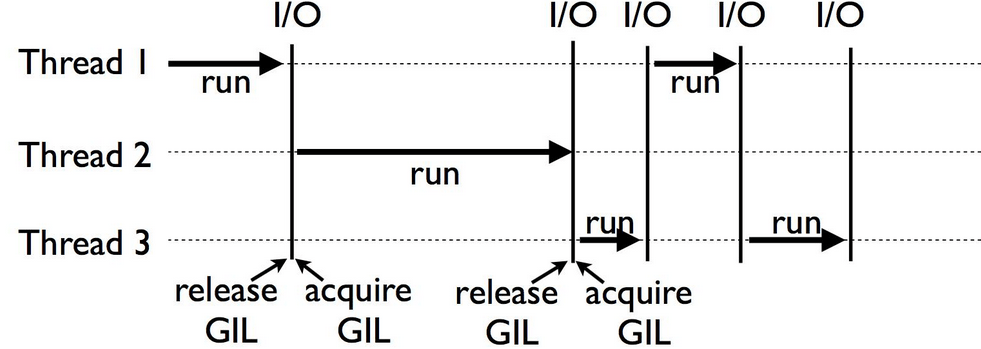 I/O I/O I/O I/O I/O
Thread 1 run run
Thread 2 run
Thread 3 run run
release acquire release acquire
GIL GIL GIL GIL